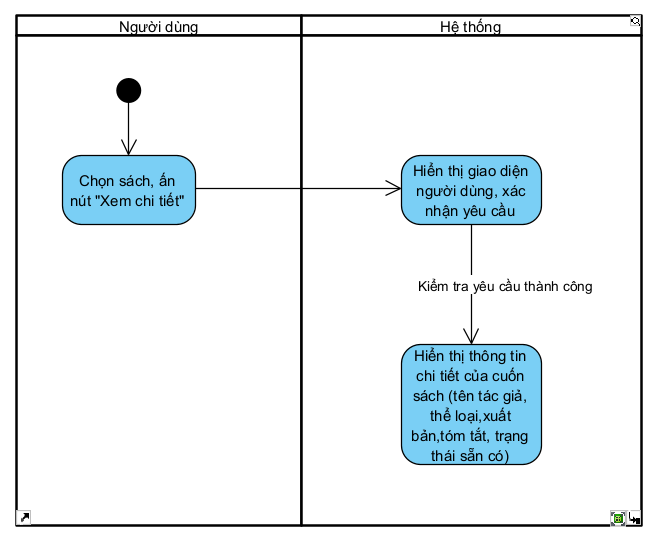 Người dùng
Hệ thống
Chọn sách, ấn
nút "Xem chi tiết"
Hiển thị giao diện
người dùng, xác
nhận yêu cầu
Kiểm tra yêu cầu thành công
Hiển thị thông tin
chi tiết của cuốn
sách (tên tác giả,
thể loại,xuất
bản,tóm tắt, trạng
thái sẵn có)